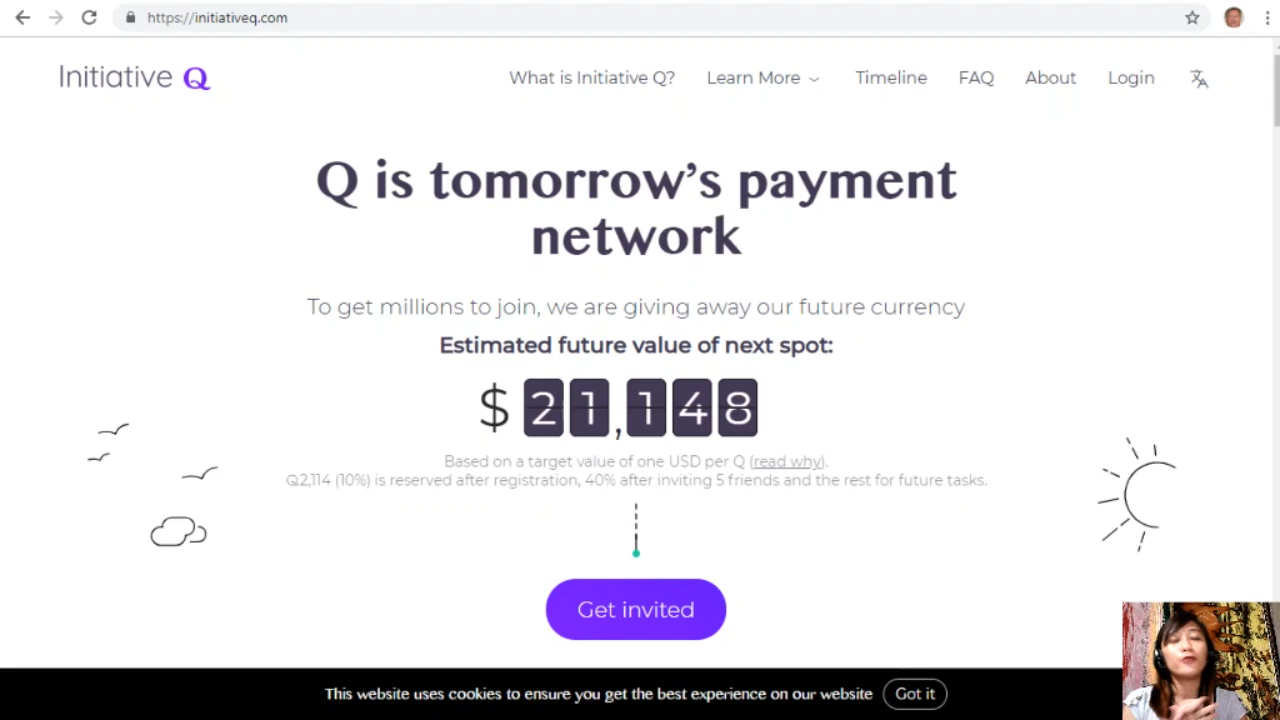 https://initiativeq.com
Initiative Q
What is Initiative Q? Learn More Timeline FAQ About Login
Q is tomorrow's payment
network
To get millions to join, we are giving away our future currency
Estimated future value of next spot:
$ 21,148
Based on a target value of one USD per Q (read why).
Q2,114 (10%) is reserved after registration, 40% after inviting 5 friends and the rest for future tasks.
Get invited
This website uses cookies to ensure you get the best experience on our website Got it